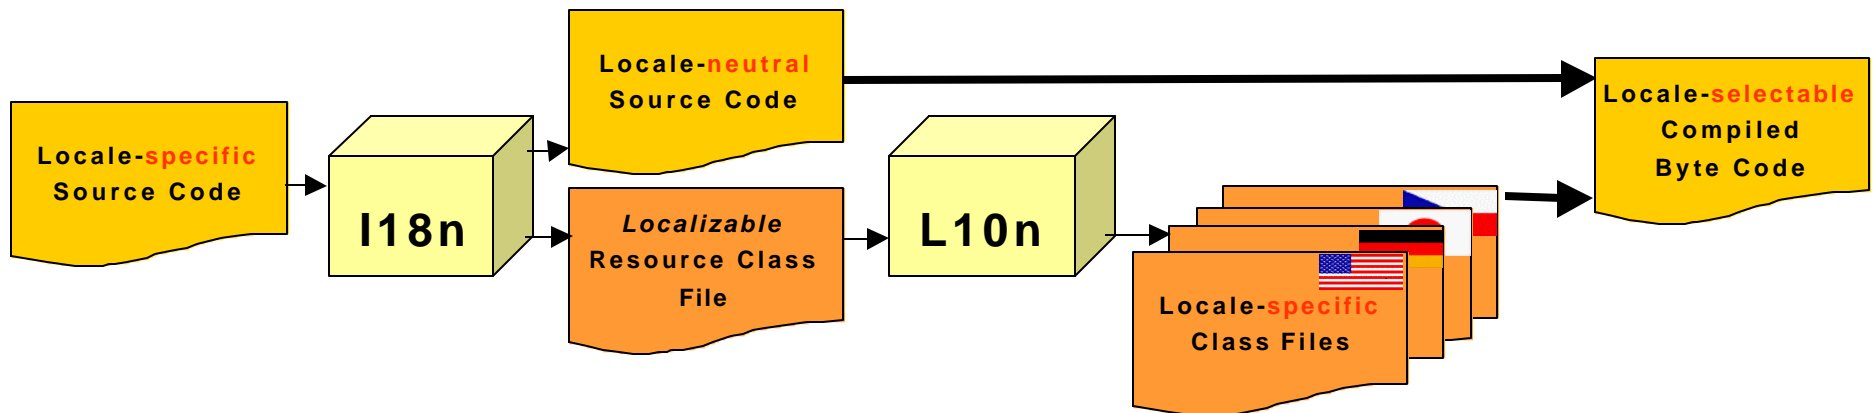 Locale-specific
Source Code
I18n
Locale-neutral
Source Code
Localizable
Resource Class
File
L10n
Locale-specific
Class Files
Locale-selectable
Compiled
Byte Code